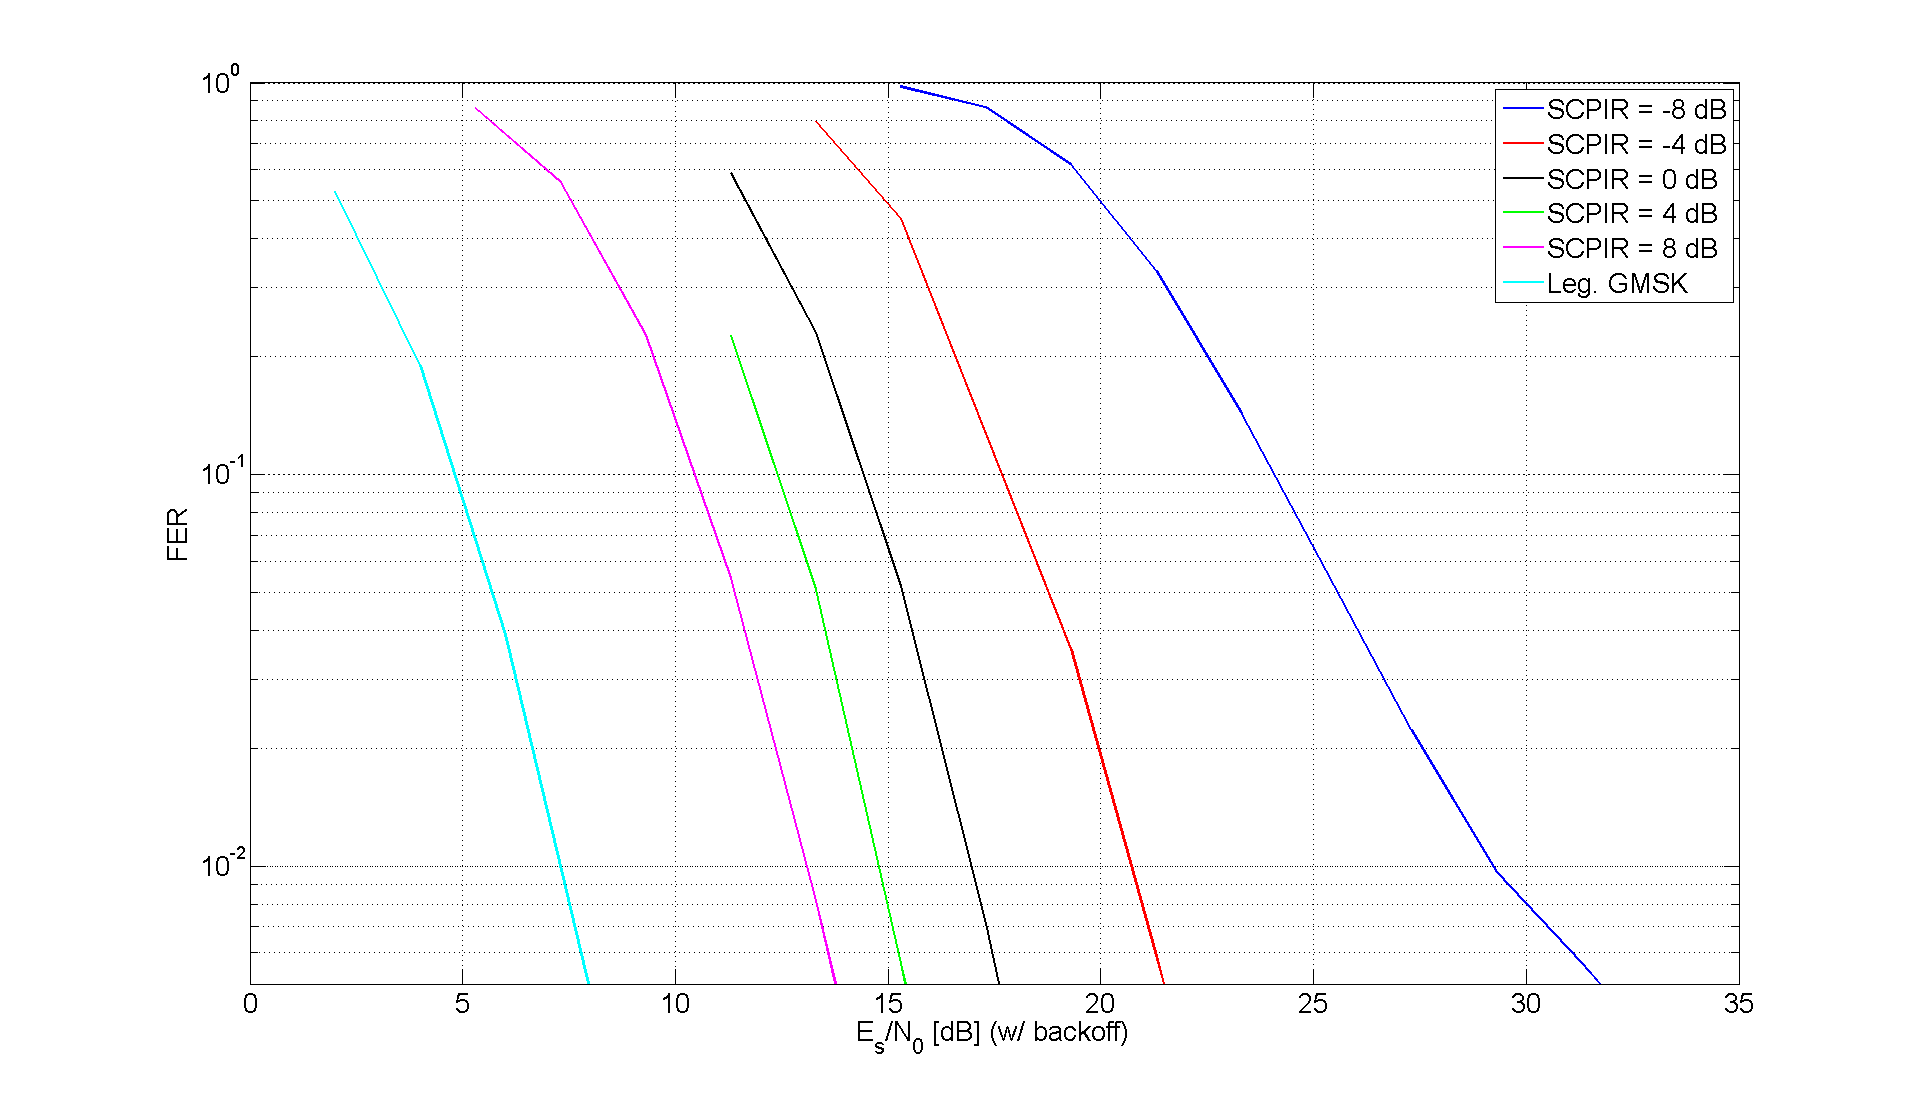 10^0
10^-1
10^-2
FER
0 5 10 15 20 25 30 35
E_s/N_0 [dB] (w/ backoff)
SCPIR = -8 dB
SCPIR = -4 dB
SCPIR = 0 dB
SCPIR = 4 dB
SCPIR = 8 dB
Leg. GMSK